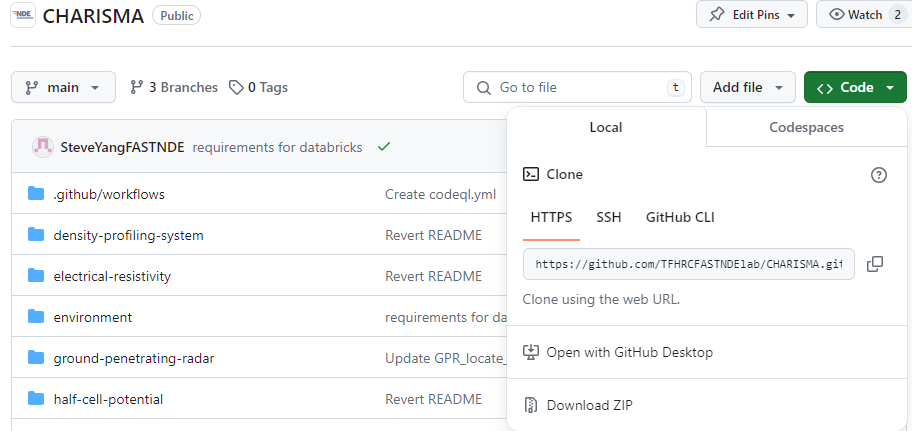 NDE
CHARISMA Public
Edit Pins
Watch 2
main
3 Branches
0 Tags
Go to file t
Add file
Code
Local
Codespaces
SteveYangFASTNDE requirements for databricks
Clone
.github/workflows Create codeql.yml
HTTPS SSH GitHub CLI
density-profiling-system Revert README
https://github.com/TFHRCFASTNDElab/CHARISMA.git
electrical-resistivity Revert README
Clone using the web URL.
environment requirements for da
Open with GitHub Desktop
ground-penetrating-radar Update GPR_locate_
half-cell-potential Revert README
Download ZIP